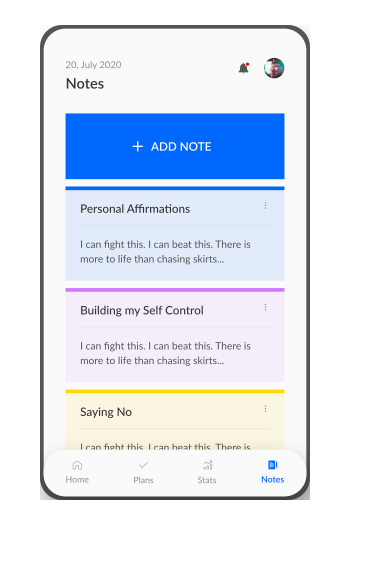 20, July 2020
Notes
+ ADD NOTE
Personal Affirmations
I can fight this. I can beat this. There is
more to life than chasing skirts...
Building my Self Control
I can fight this. I can beat this. There is
more to life than chasing skirts...
Saying No
I can fight this. I can beat this. There is
Home
Plans
Stats
Notes